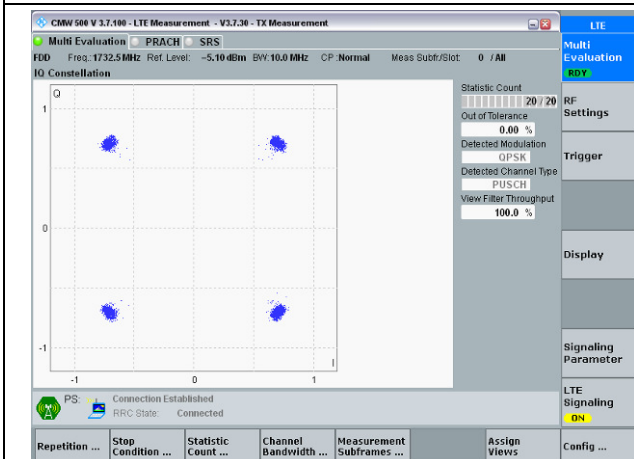 CMW 500 V 3.7.100 - LTE Measurement - V3.7.30 - TX Measurement
LTE
Multi Evaluation PRACH SRS
Multi
Evaluation
RDY
FDD Freq.: 1732.5 MHz Ref. Level: -5.10 dBm BW: 10.0 MHz CP :Normal Meas Subfr./Slot: 0 / All
IQ Constellation
Q
1
0
-1
I
-1 0 1
Statistic Count
20 / 20
Out of Tolerance
0.00 %
Detected Modulation
QPSK
Detected Channel Type
PUSCH
View Filter Throughput
100.0 %
RF
Settings
Trigger
Display
Signaling
Parameter
LTE
Signaling
ON
PS: Connection Established
RRC State: Connected
Repetition ... Stop Condition ... Statistic Count ... Channel Bandwidth ... Measurement Subframes ... Assign Views Config ...